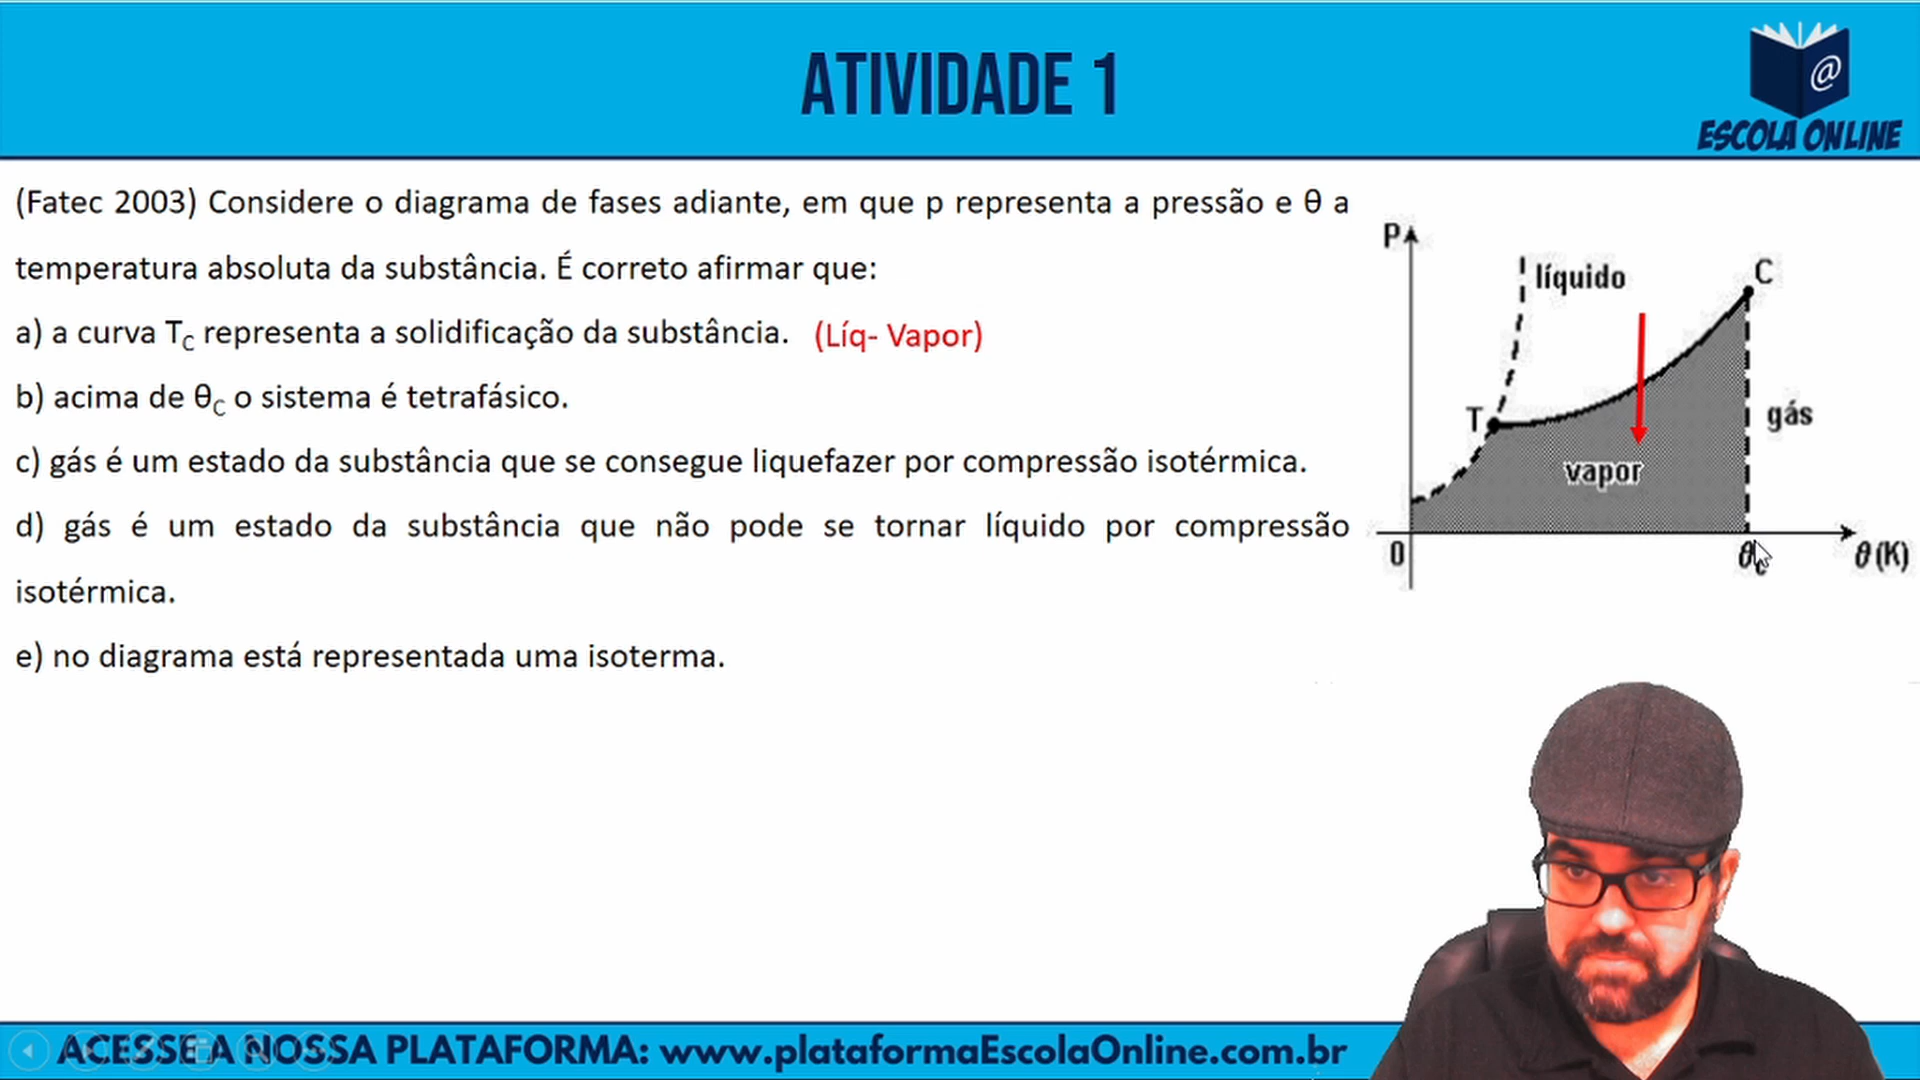 ATIVIDADE 1
@
ESCOLA ONLINE
(Fatec 2003) Considere o diagrama de fases adiante, em que p representa a pressão e θ a
temperatura absoluta da substância. É correto afirmar que:
a) a curva TC representa a solidificação da substância. (Líq- Vapor)
b) acima de θC o sistema é tetrafásico.
c) gás é um estado da substância que se consegue liquefazer por compressão isotérmica.
d) gás é um estado da substância que não pode se tornar líquido por compressão
isotérmica.
e) no diagrama está representada uma isoterma.
P
líquido
C
T
gás
vapor
0
θc
θ (K)
ACESSE A NOSSA PLATAFORMA: www.plataformaEscolaOnline.com.br